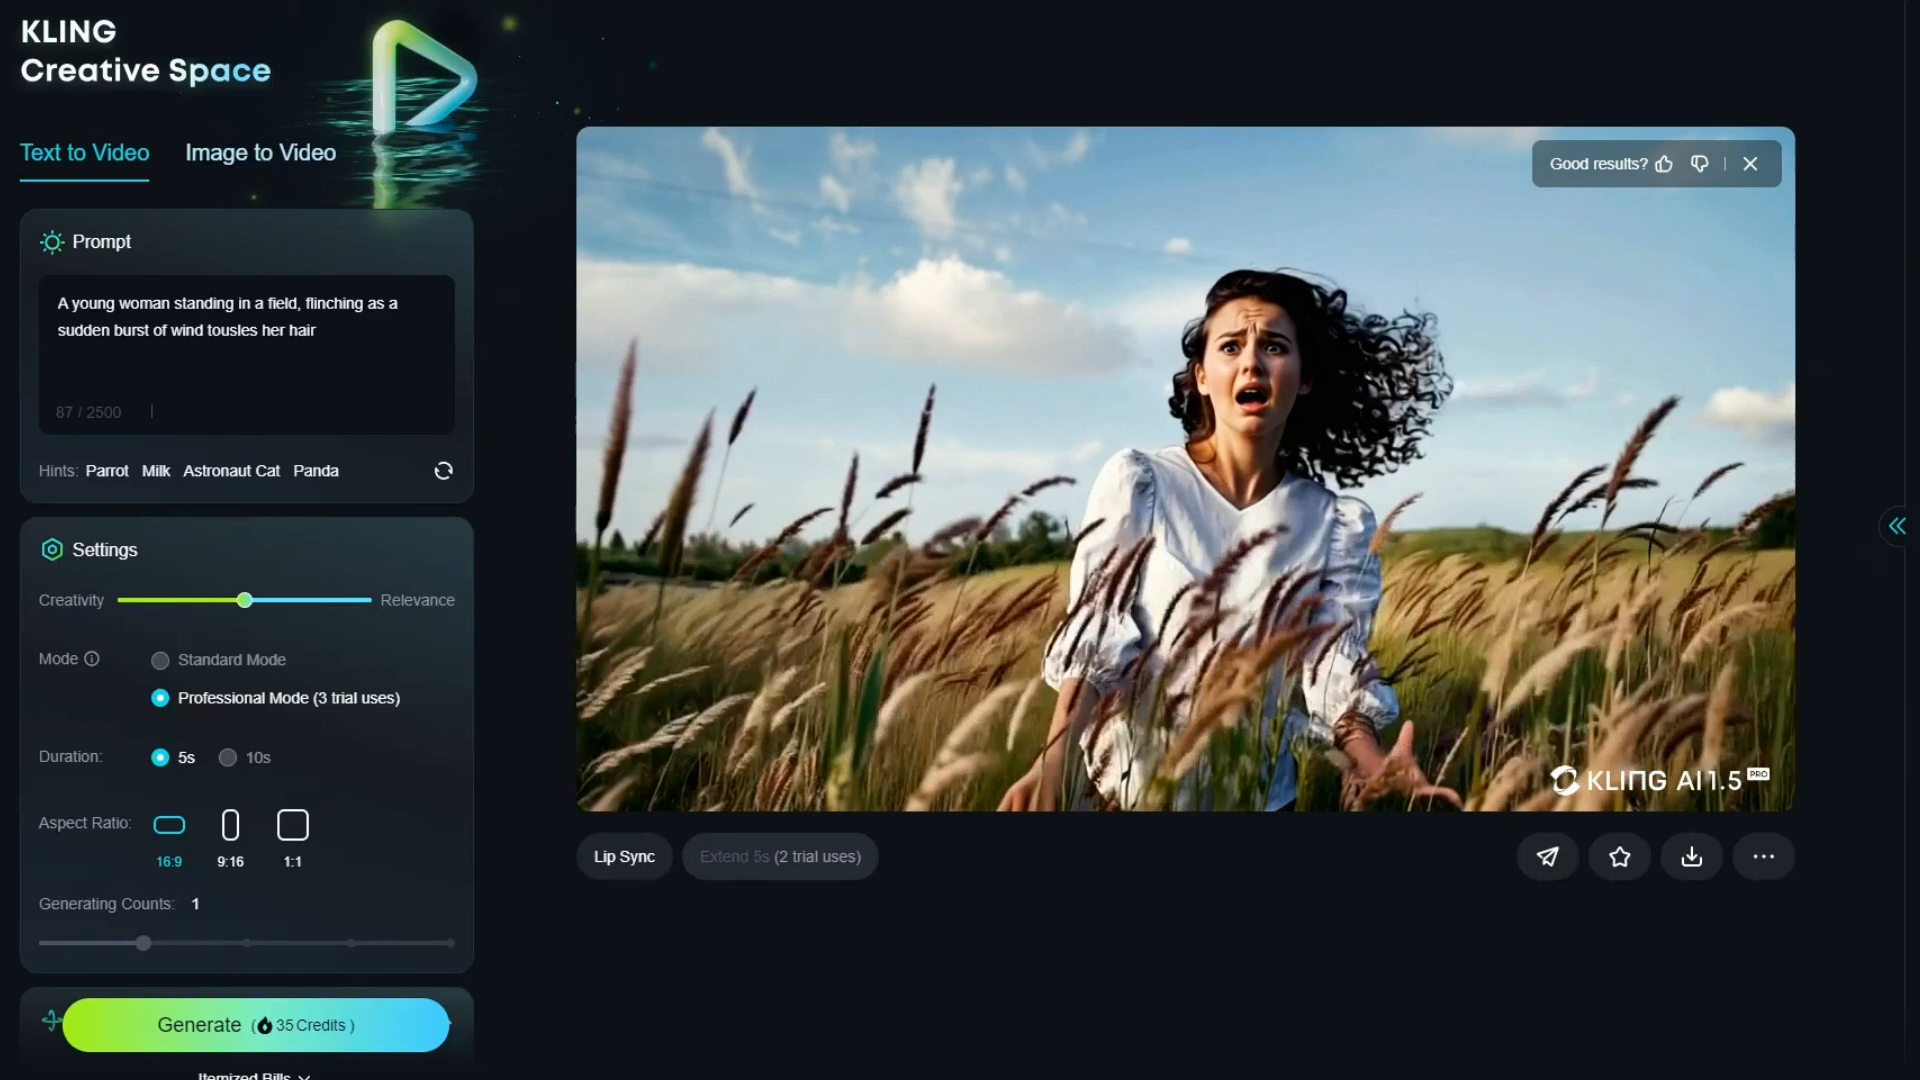 KLING
Creative Space
Text to Video
Image to Video
Prompt
A young woman standing in a field, flinching as a
sudden burst of wind tousles her hair
87 / 2500
Hints: Parrot Milk Astronaut Cat Panda
Settings
Creativity
Relevance
Mode
Standard Mode
Professional Mode (3 trial uses)
Duration:
5s
10s
Aspect Ratio:
16:9
9:16
1:1
Generating Counts: 1
Generate ( 35 Credits )
Itemized Bills
Good results?
KLING AI 1.5 PRO
Lip Sync
Extend 5s (2 trial uses)